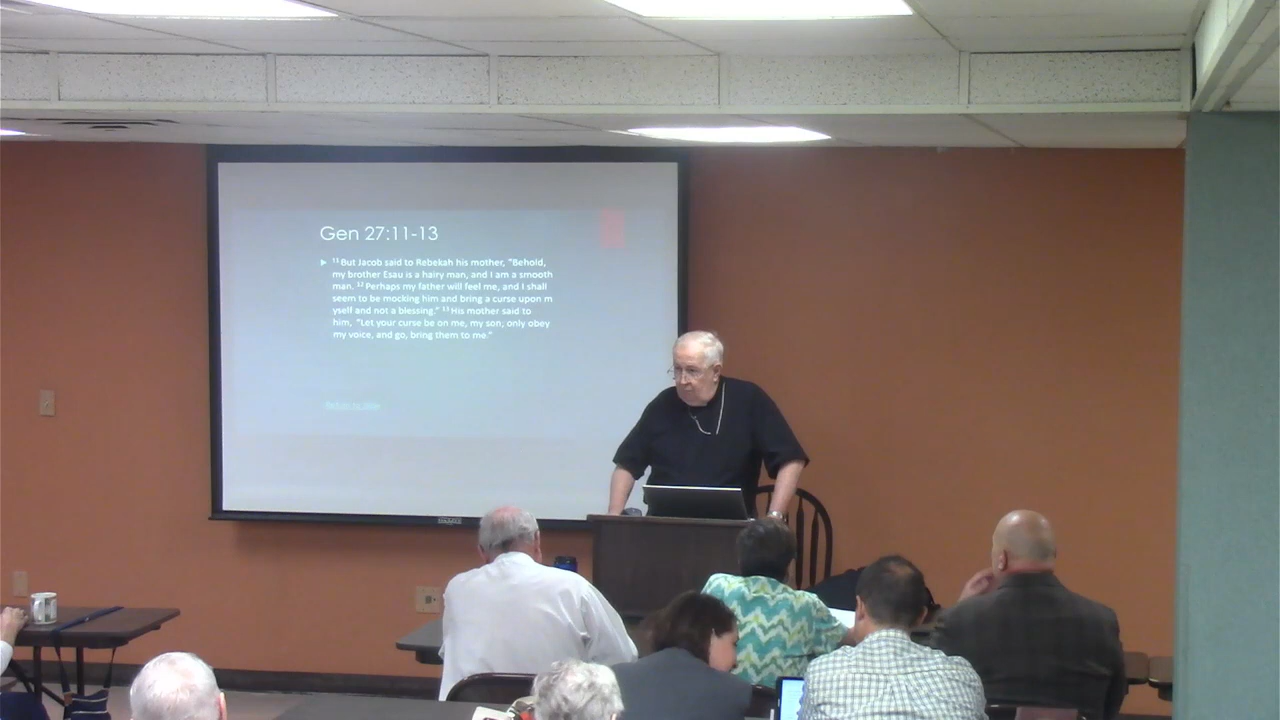 Gen 27:11-13
► ¹¹ But Jacob said to Rebekah his mother, "Behold,
my brother Esau is a hairy man, and I am a smooth
man. ¹² Perhaps my father will feel me, and I shall
seem to be mocking him and bring a curse upon m
yself and not a blessing." ¹³ His mother said to
him, "Let your curse be on me, my son; only obey
my voice, and go, bring them to me."